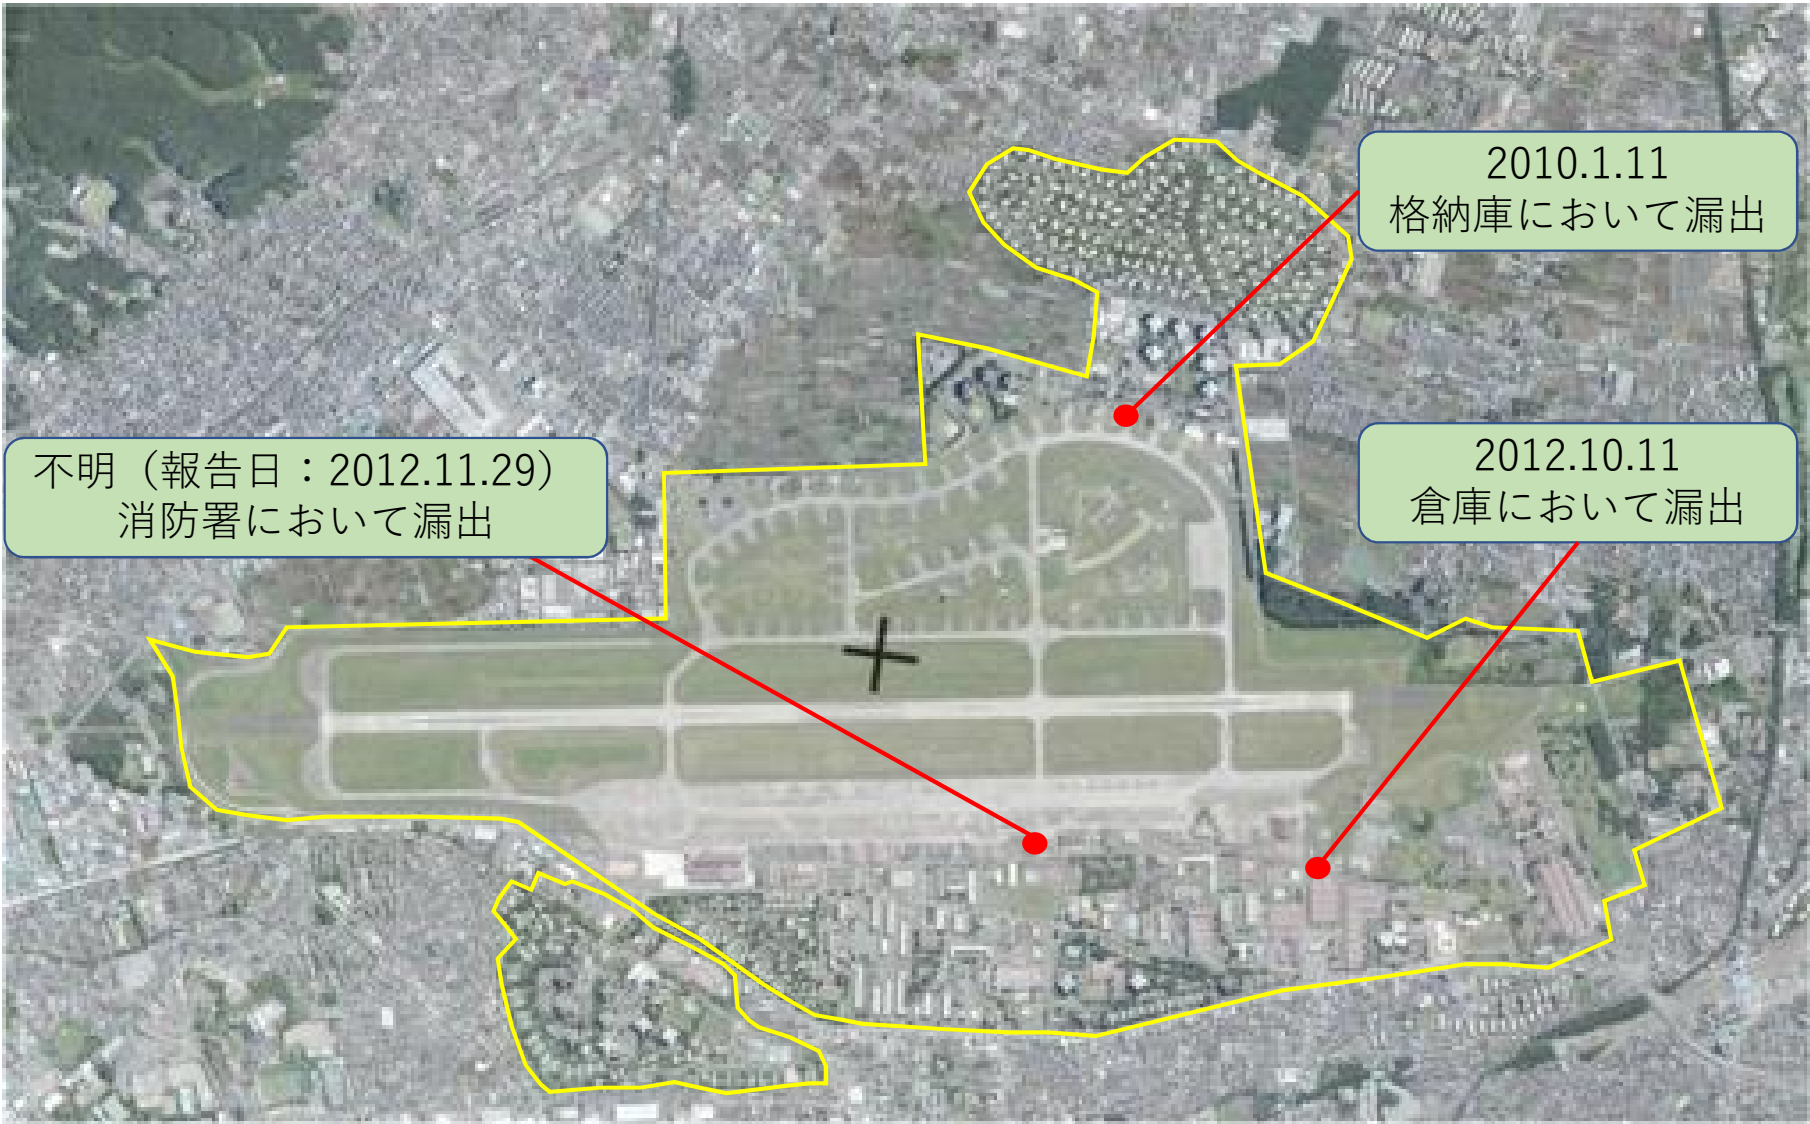 2010.1.11
格納庫において漏出
不明（報告日：2012.11.29）
消防署において漏出
2012.10.11
倉庫において漏出